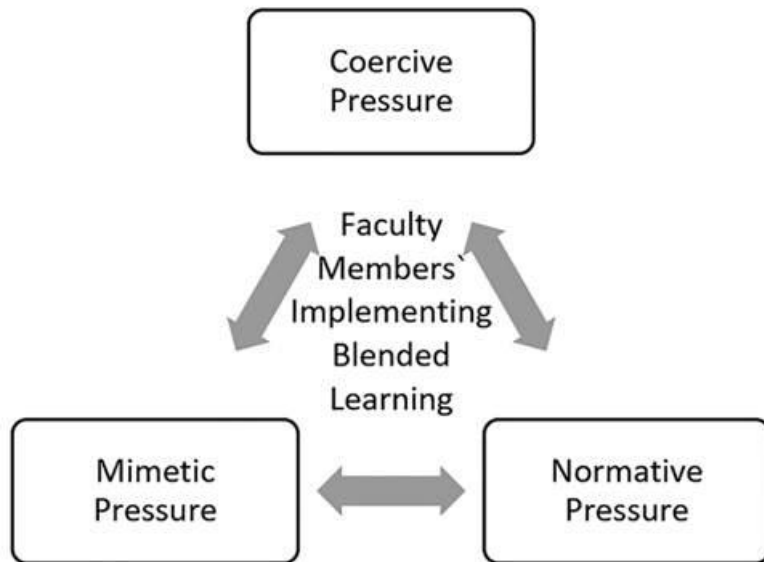 Coercive
Pressure
Faculty
Members`
Implementing
Blended
Learning
Mimetic
Pressure
Normative
Pressure